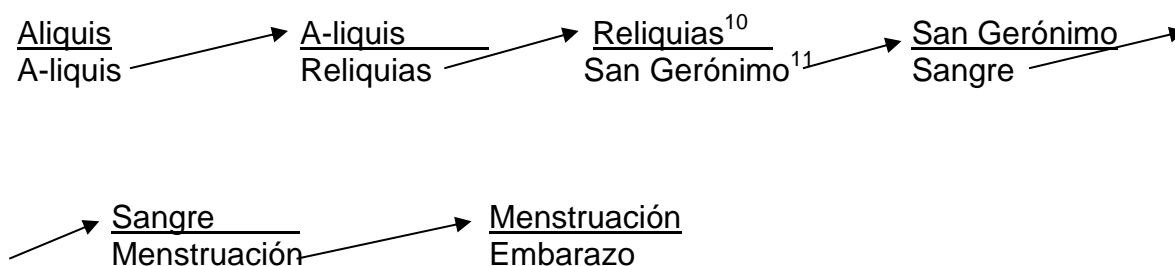 Aliquis A-liquis Reliquias10 San Gerónimo
A-liquis Reliquias San Gerónimo11 Sangre
Sangre Menstruación
Menstruación Embarazo